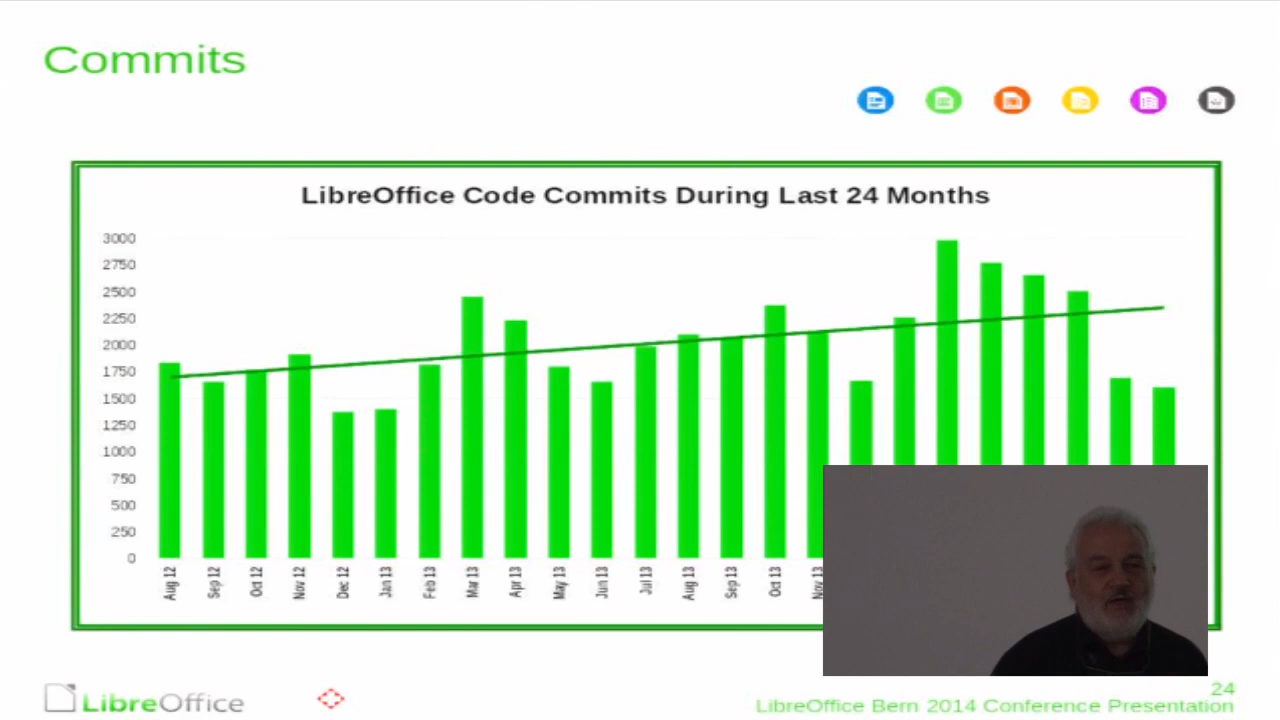 Commits
LibreOffice Code Commits During Last 24 Months
3000
2750
2500
2250
2000
1750
1500
1250
1000
750
500
250
0
Aug 12
Sep 12
Oct 12
Nov 12
Dec 12
Jan 13
Feb 13
Mar 13
Apr 13
May 13
Jun 13
Jul 13
Aug 13
Sep 13
Oct 13
Nov 13
LibreOffice
24
LibreOffice Bern 2014 Conference Presentation